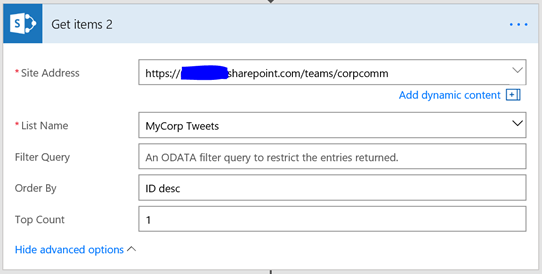 Get items 2
* Site Address
https://sharepoint.com/teams/corpcomm
Add dynamic content
* List Name
MyCorp Tweets
Filter Query
An ODATA filter query to restrict the entries returned.
Order By
ID desc
Top Count
1
Hide advanced options